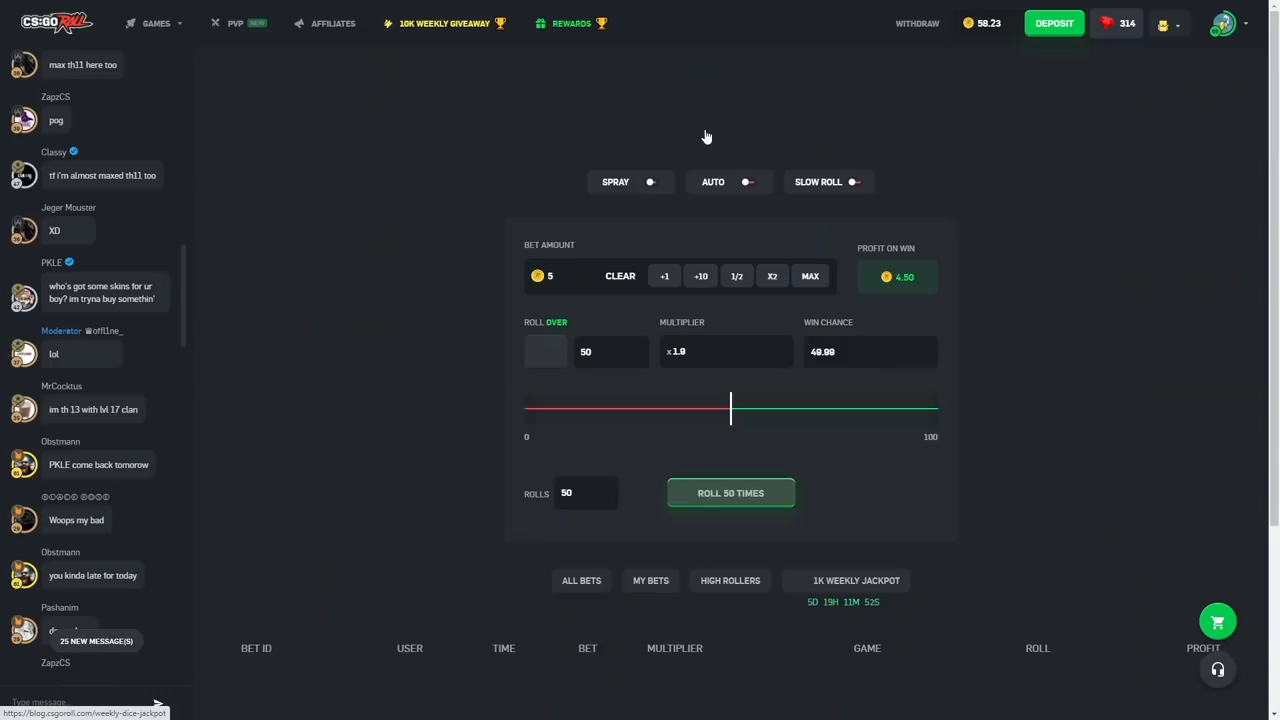 CS:GO ROLL
GAMES
PVP NEW
AFFILIATES
10K WEEKLY GIVEAWAY
REWARDS
WITHDRAW
58.23
DEPOSIT
314
max th11 here too
ZapzCS
pog
Classy
tf i'm almost maxed th11 too
Jeger Mouster
XD
PKLE
who's got some skins for ur
boy? im tryna buy somethin'
Moderator ♛offl1ne_
lol
MrCocktus
im th 13 with lvl 17 clan
Obstmann
PKLE come back tomorow
Woops my bad
Obstmann
you kinda late for today
Pashanim
25 NEW MESSAGE(S)
ZapzCS
Type message...
https://blog.csgoroll.com/weekly-dice-jackpot
SPRAY
AUTO
SLOW ROLL
BET AMOUNT
PROFIT ON WIN
5
CLEAR
+1
+10
1/2
X2
MAX
4.50
ROLL OVER
MULTIPLIER
WIN CHANCE
50
x1.9
49.99
0
100
ROLLS
50
ROLL 50 TIMES
ALL BETS
MY BETS
HIGH ROLLERS
1K WEEKLY JACKPOT
5D 19H 11M 52S
BET ID
USER
TIME
BET
MULTIPLIER
GAME
ROLL
PROFIT